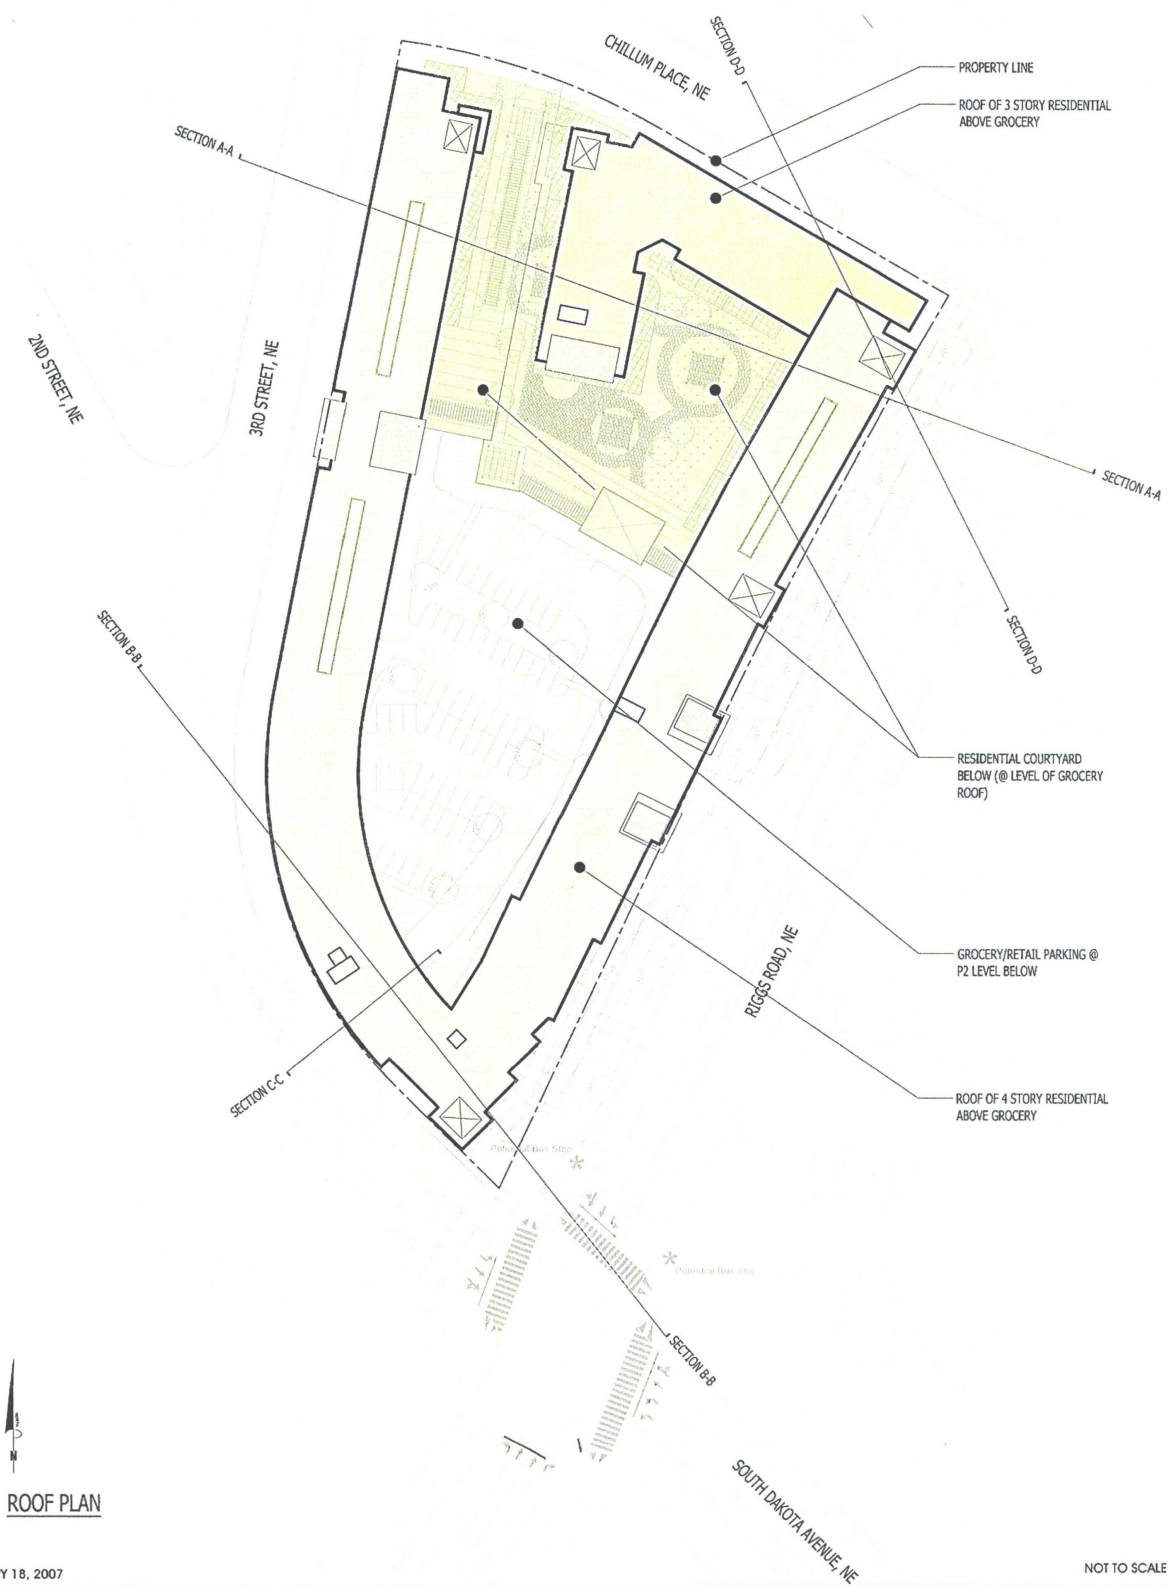 CHILLUM PLACE, NE
SECTION D-D
PROPERTY LINE
ROOF OF 3 STORY RESIDENTIAL
ABOVE GROCERY
SECTION A-A
2ND STREET, NE
3RD STREET, NE
SECTION A-A
SECTION B-B
SECTION D-D
RESIDENTIAL COURTYARD
BELOW (@ LEVEL OF GROCERY
ROOF)
RIGGS ROAD, NE
GROCERY/RETAIL PARKING @
P2 LEVEL BELOW
SECTION C-C
ROOF OF 4 STORY RESIDENTIAL
ABOVE GROCERY
Potential Bus Stop
Potential Bus Stop
SECTION B-B
N
ROOF PLAN
SOUTH DAKOTA AVENUE, NE
Y 18, 2007
NOT TO SCALE